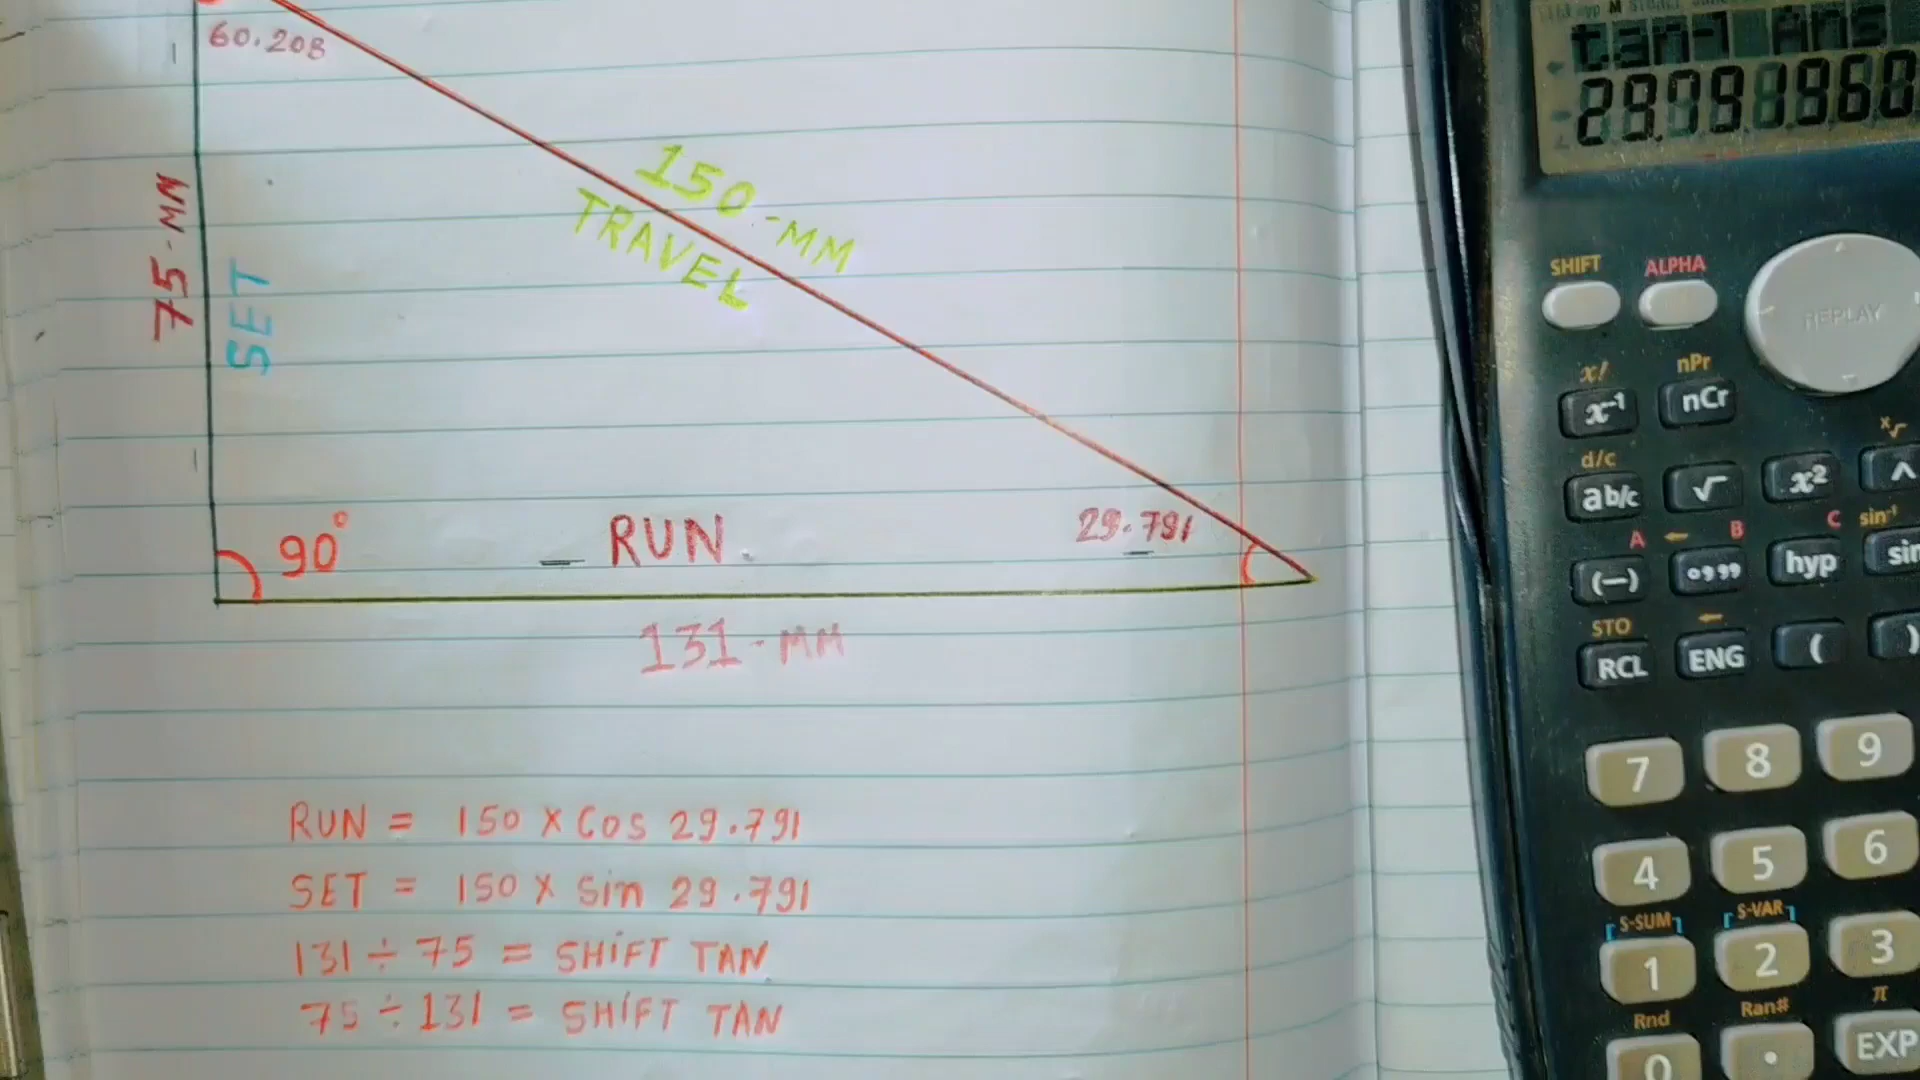 tan-1 Ans
60.208
29.791860
150-MM
TRAVEL
75-MM
SET
SHIFT ALPHA
REPLAY
x! nPr
x-1 nCr
d/c x√
ab/c √ x² ^
A ← B C sin-1
(−) °,,, hyp sin
STO ←
RCL ENG ( )
90°
RUN
29.791
131-MM
7 8 9
RUN = 150 X Cos 29.791
4 5 6
SET = 150 X Sin 29.791
S-SUM S-VAR
131 ÷ 75 = SHIFT TAN
1 2 3
75 ÷ 131 = SHIFT TAN
Rnd Ran# π
0 . EXP